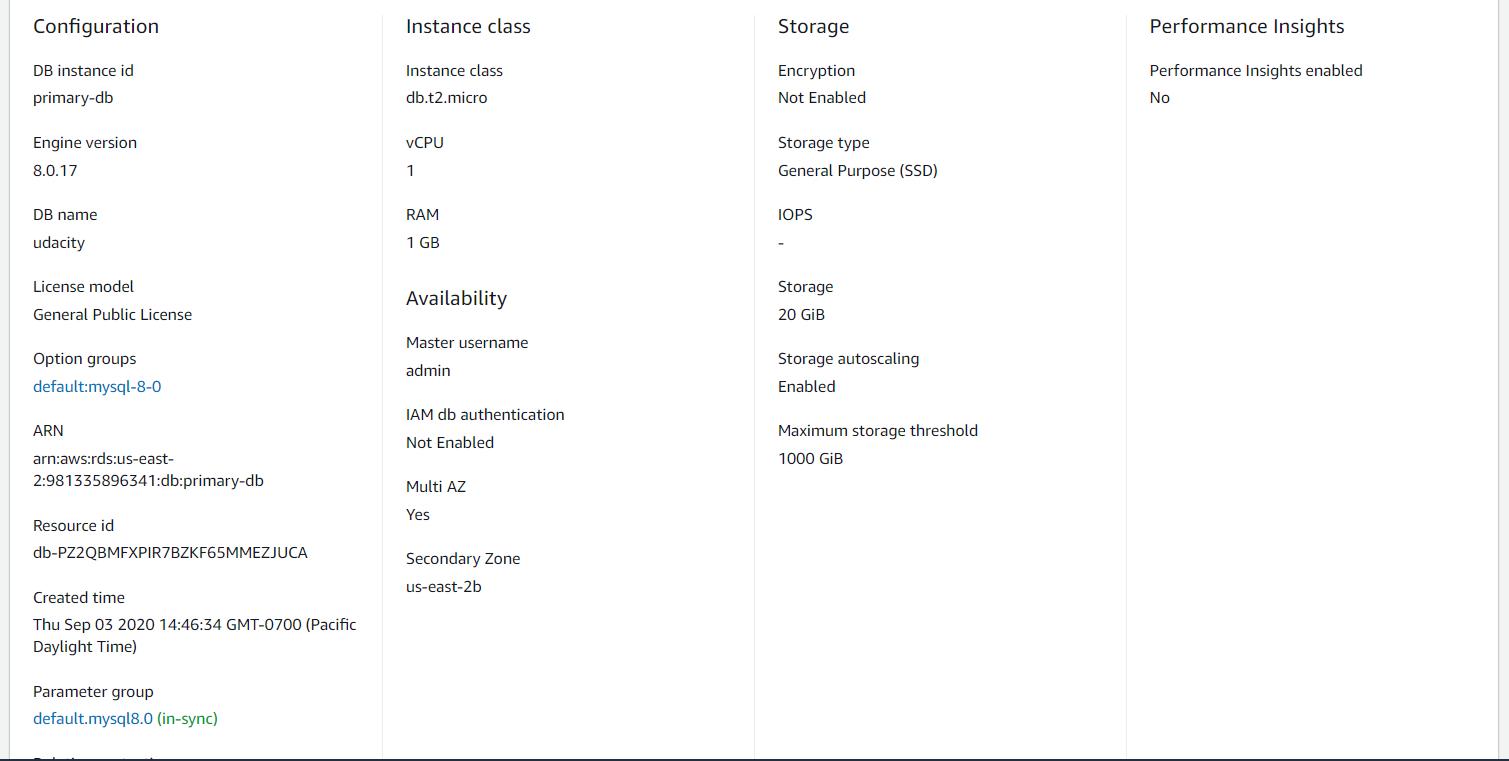 Configuration
DB instance id
primary-db
Engine version
8.0.17
DB name
udacity
License model
General Public License
Option groups
default:mysql-8-0
ARN
arn:aws:rds:us-east-
2:981335896341:db:primary-db
Resource id
db-PZ2QBMFXPIR7BZKF65MMEZJUCA
Created time
Thu Sep 03 2020 14:46:34 GMT-0700 (Pacific
Daylight Time)
Parameter group
default.mysql8.0 (in-sync)
Instance class
Instance class
db.t2.micro
vCPU
1
RAM
1 GB
Availability
Master username
admin
IAM db authentication
Not Enabled
Multi AZ
Yes
Secondary Zone
us-east-2b
Storage
Encryption
Not Enabled
Storage type
General Purpose (SSD)
IOPS
-
Storage
20 GiB
Storage autoscaling
Enabled
Maximum storage threshold
1000 GiB
Performance Insights
Performance Insights enabled
No